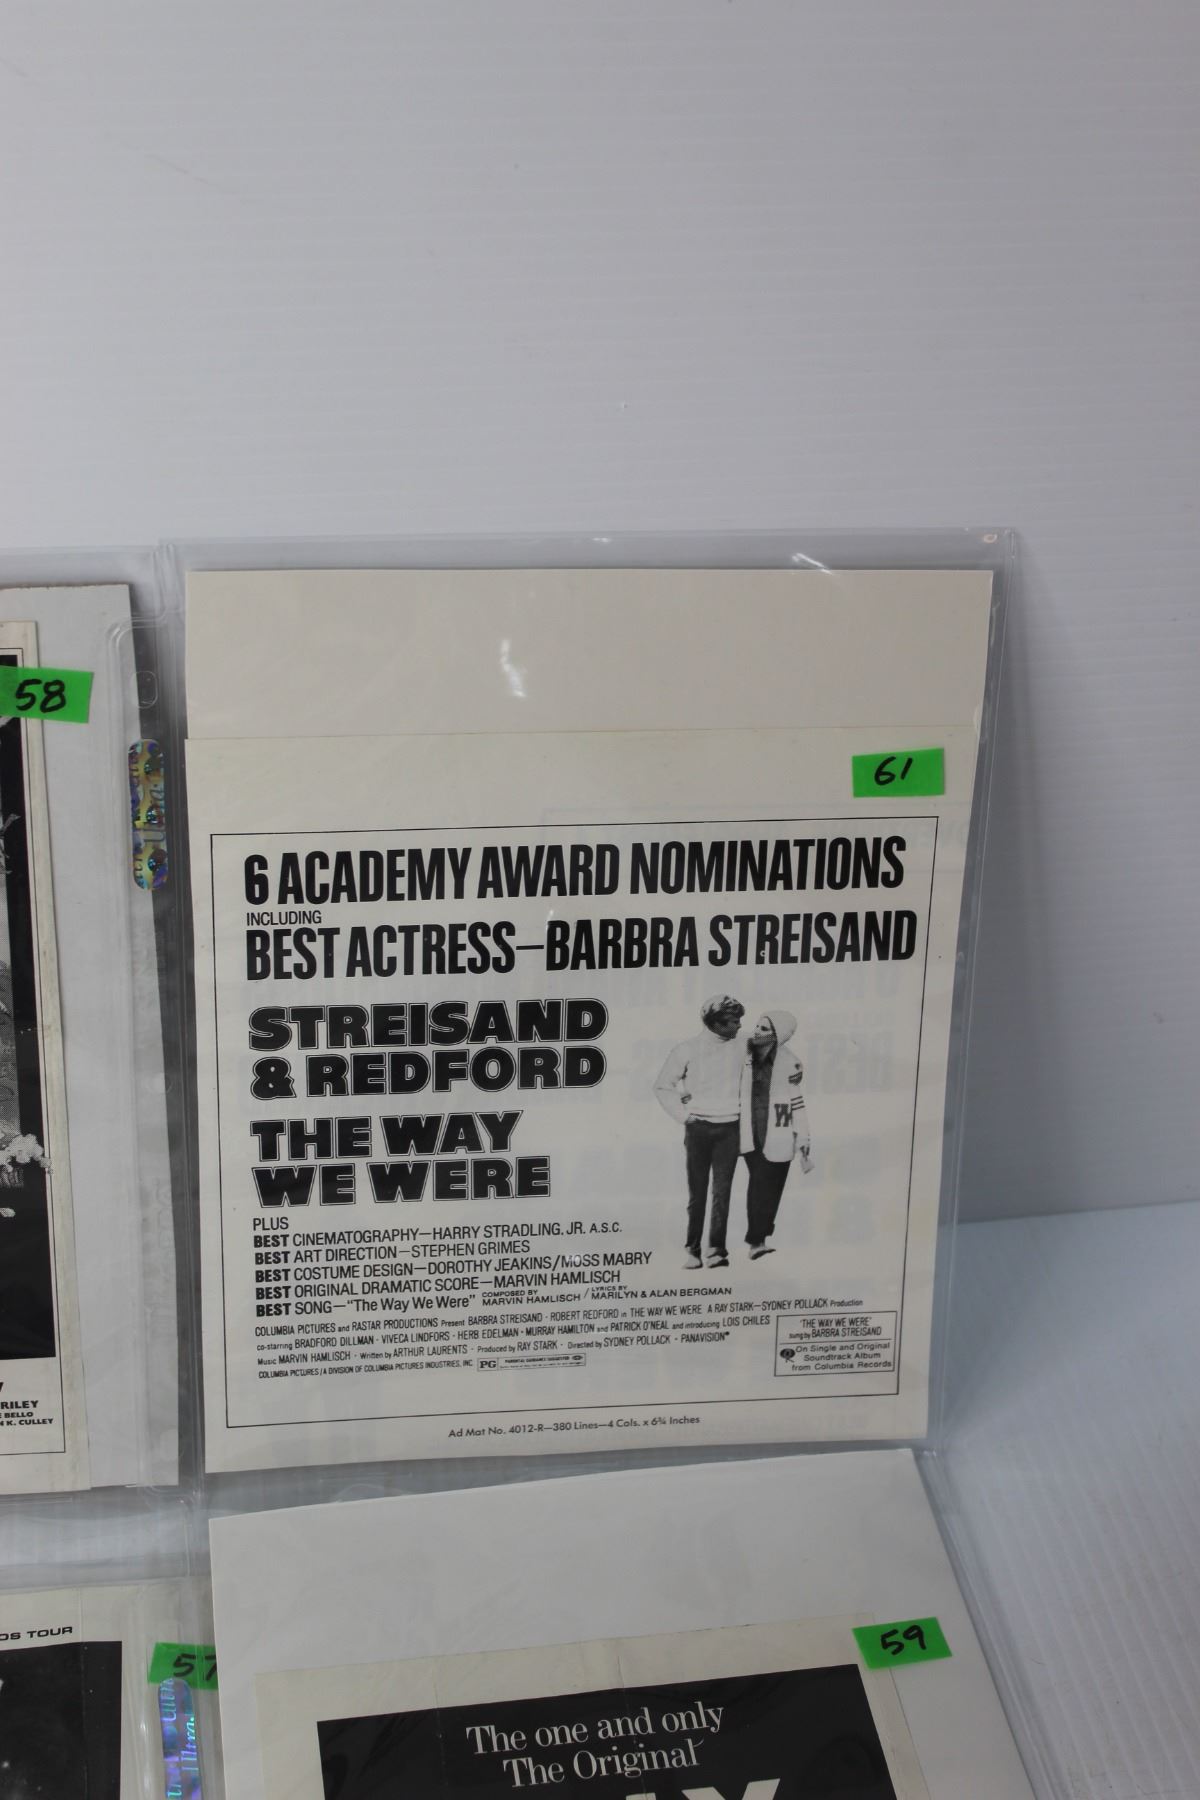 58
61
6 ACADEMY AWARD NOMINATIONS
INCLUDING
BEST ACTRESS—BARBRA STREISAND
STREISAND
& REDFORD
THE WAY
WE WERE
PLUS
BEST CINEMATOGRAPHY—HARRY STRADLING, JR. A.S.C.
BEST ART DIRECTION—STEPHEN GRIMES
BEST COSTUME DESIGN—DOROTHY JEAKINS/MOSS MABRY
BEST ORIGINAL DRAMATIC SCORE—MARVIN HAMLISCH
BEST SONG—"The Way We Were" COMPOSED BY MARVIN HAMLISCH / LYRICS BY MARILYN & ALAN BERGMAN
COLUMBIA PICTURES and RASTAR PRODUCTIONS Present BARBRA STREISAND · ROBERT REDFORD in THE WAY WE WERE A RAY STARK—SYDNEY POLLACK Production
co-starring BRADFORD DILLMAN · VIVECA LINDFORS · HERB EDELMAN · MURRAY HAMILTON and PATRICK O'NEAL and introducing LOIS CHILES
Music MARVIN HAMLISCH · Written by ARTHUR LAURENTS · Produced by RAY STARK · Directed by SYDNEY POLLACK · PANAVISION®
COLUMBIA PICTURES / A DIVISION OF COLUMBIA PICTURES INDUSTRIES, INC.
PG PARENTAL GUIDANCE SUGGESTED
"THE WAY WE WERE"
sung by BARBRA STREISAND
On Single and Original
Soundtrack Album
from Columbia Records
Ad Mat No. 4012-R—380 Lines—4 Cols. x 6¾ Inches
RILEY
BELLO
K. CULLEY
OS TOUR
57
Ultra
59
The one and only
The Original